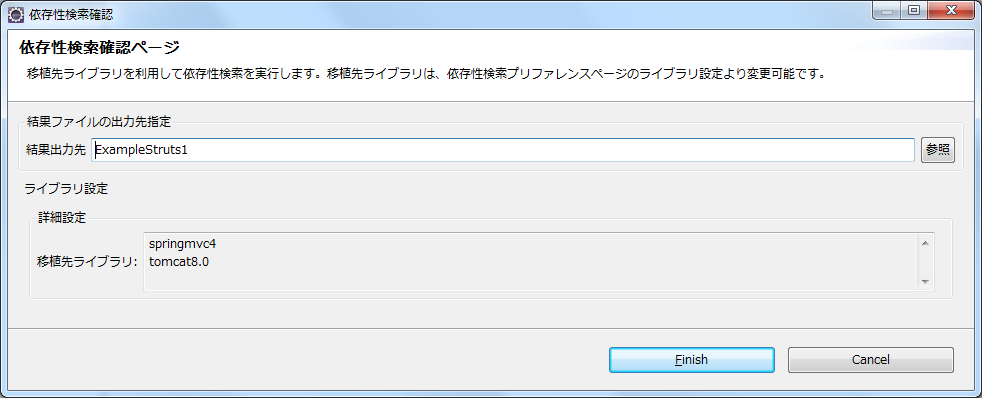 依存性検索確認
依存性検索確認ページ
移植先ライブラリを利用して依存性検索を実行します。移植先ライブラリは、依存性検索プリファレンスページのライブラリ設定より変更可能です。
結果ファイルの出力先指定
結果出力先 ExampleStruts1 参照
ライブラリ設定
詳細設定
移植先ライブラリ:
springmvc4
tomcat8.0
Finish Cancel